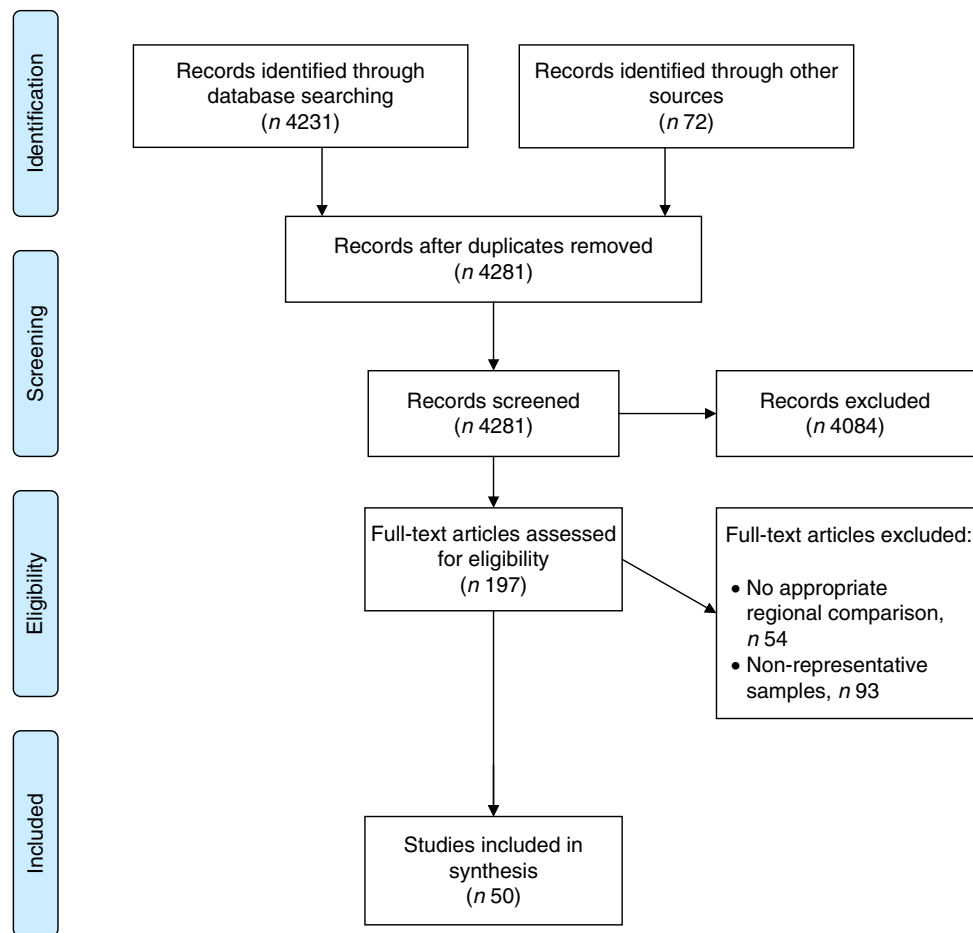 Identification
Records identified through
database searching
(n 4231)
Records identified through other
sources
(n 72)
Screening
Records after duplicates removed
(n 4281)
Records screened
(n 4281)
Records excluded
(n 4084)
Eligibility
Full-text articles assessed
for eligibility
(n 197)
Full-text articles excluded:
• No appropriate
regional comparison,
n 54
• Non-representative
samples, n 93
Included
Studies included in
synthesis
(n 50)